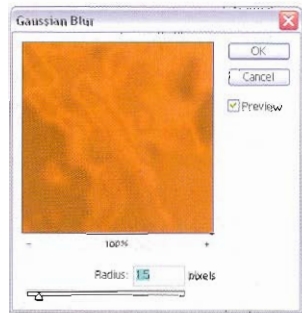 Gaussian Blur
OK
Cancel
Preview
- 100% +
Radius: 1.5 pixels